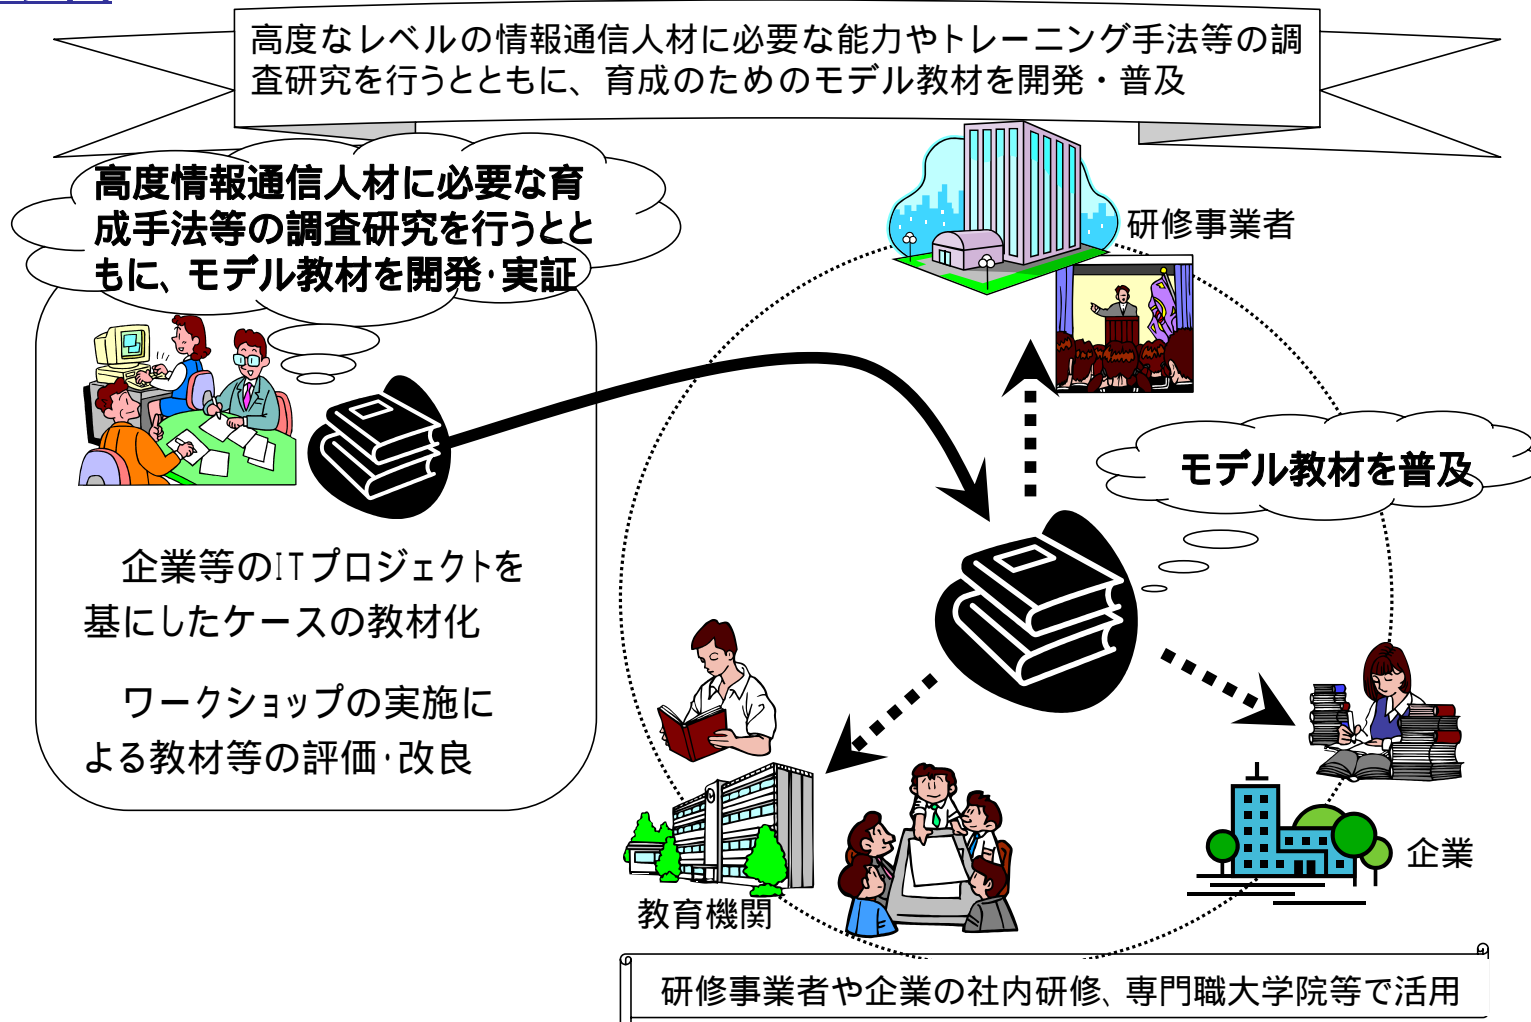 高度なレベルの情報通信人材に必要な能力やトレーニング手法等の調
査研究を行うとともに、育成のためのモデル教材を開発・普及
高度情報通信人材に必要な育
成手法等の調査研究を行うとと
もに、モデル教材を開発・実証
研修事業者
モデル教材を普及
企業等のITプロジェクトを
基にしたケースの教材化
ワークショップの実施に
よる教材等の評価・改良
企業
教育機関
研修事業者や企業の社内研修、専門職大学院等で活用